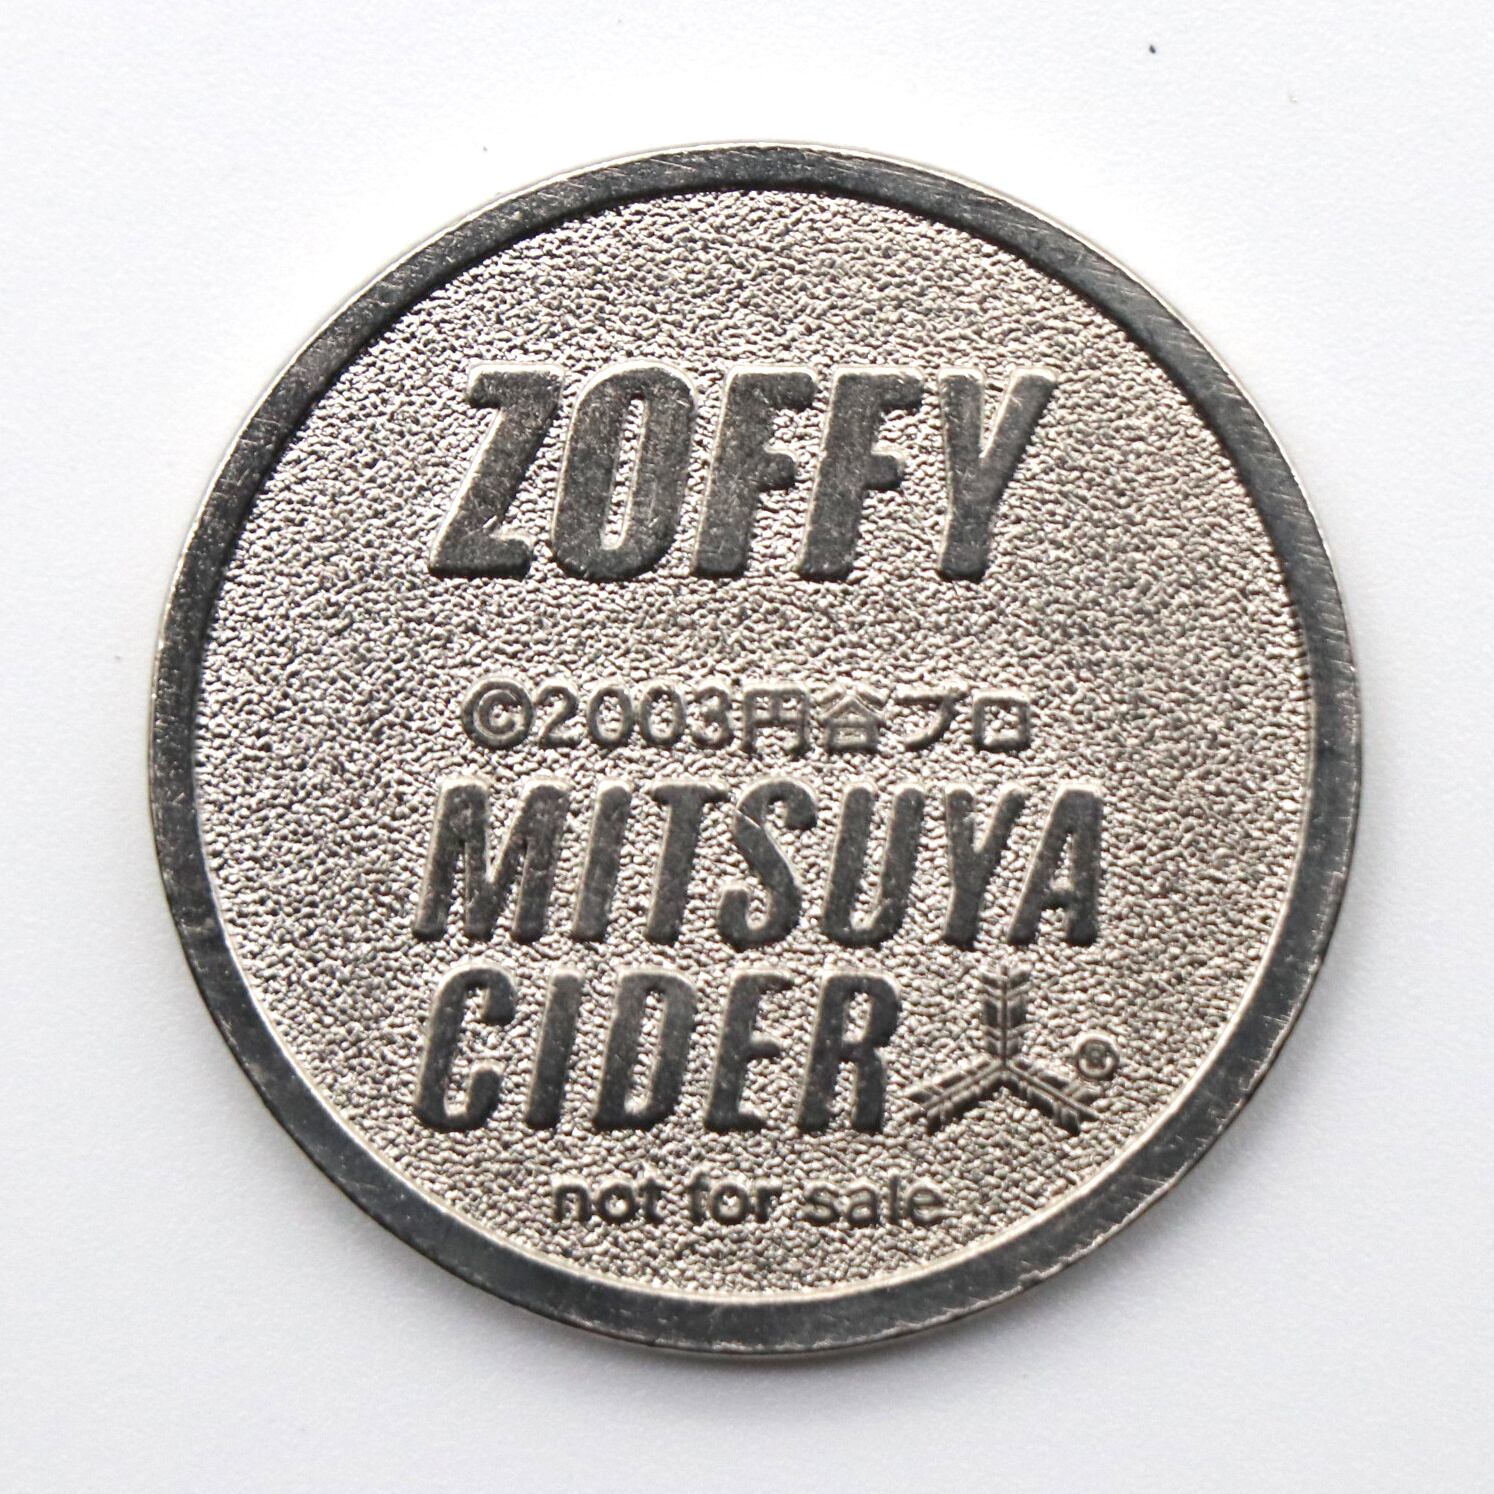 ZOFFY
©2003円谷プロ
MITSUYA
CIDER ®
not for sale